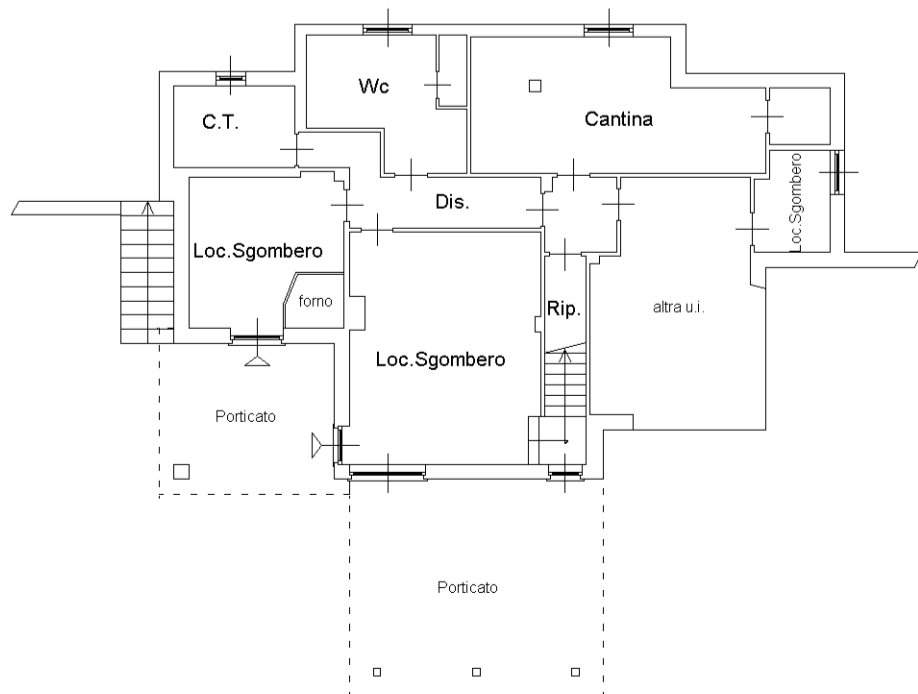 Wc
C.T.
Cantina
Loc.Sgombero
Dis.
Loc.Sgombero
forno
Rip.
altra u.i.
Loc.Sgombero
Porticato
Porticato